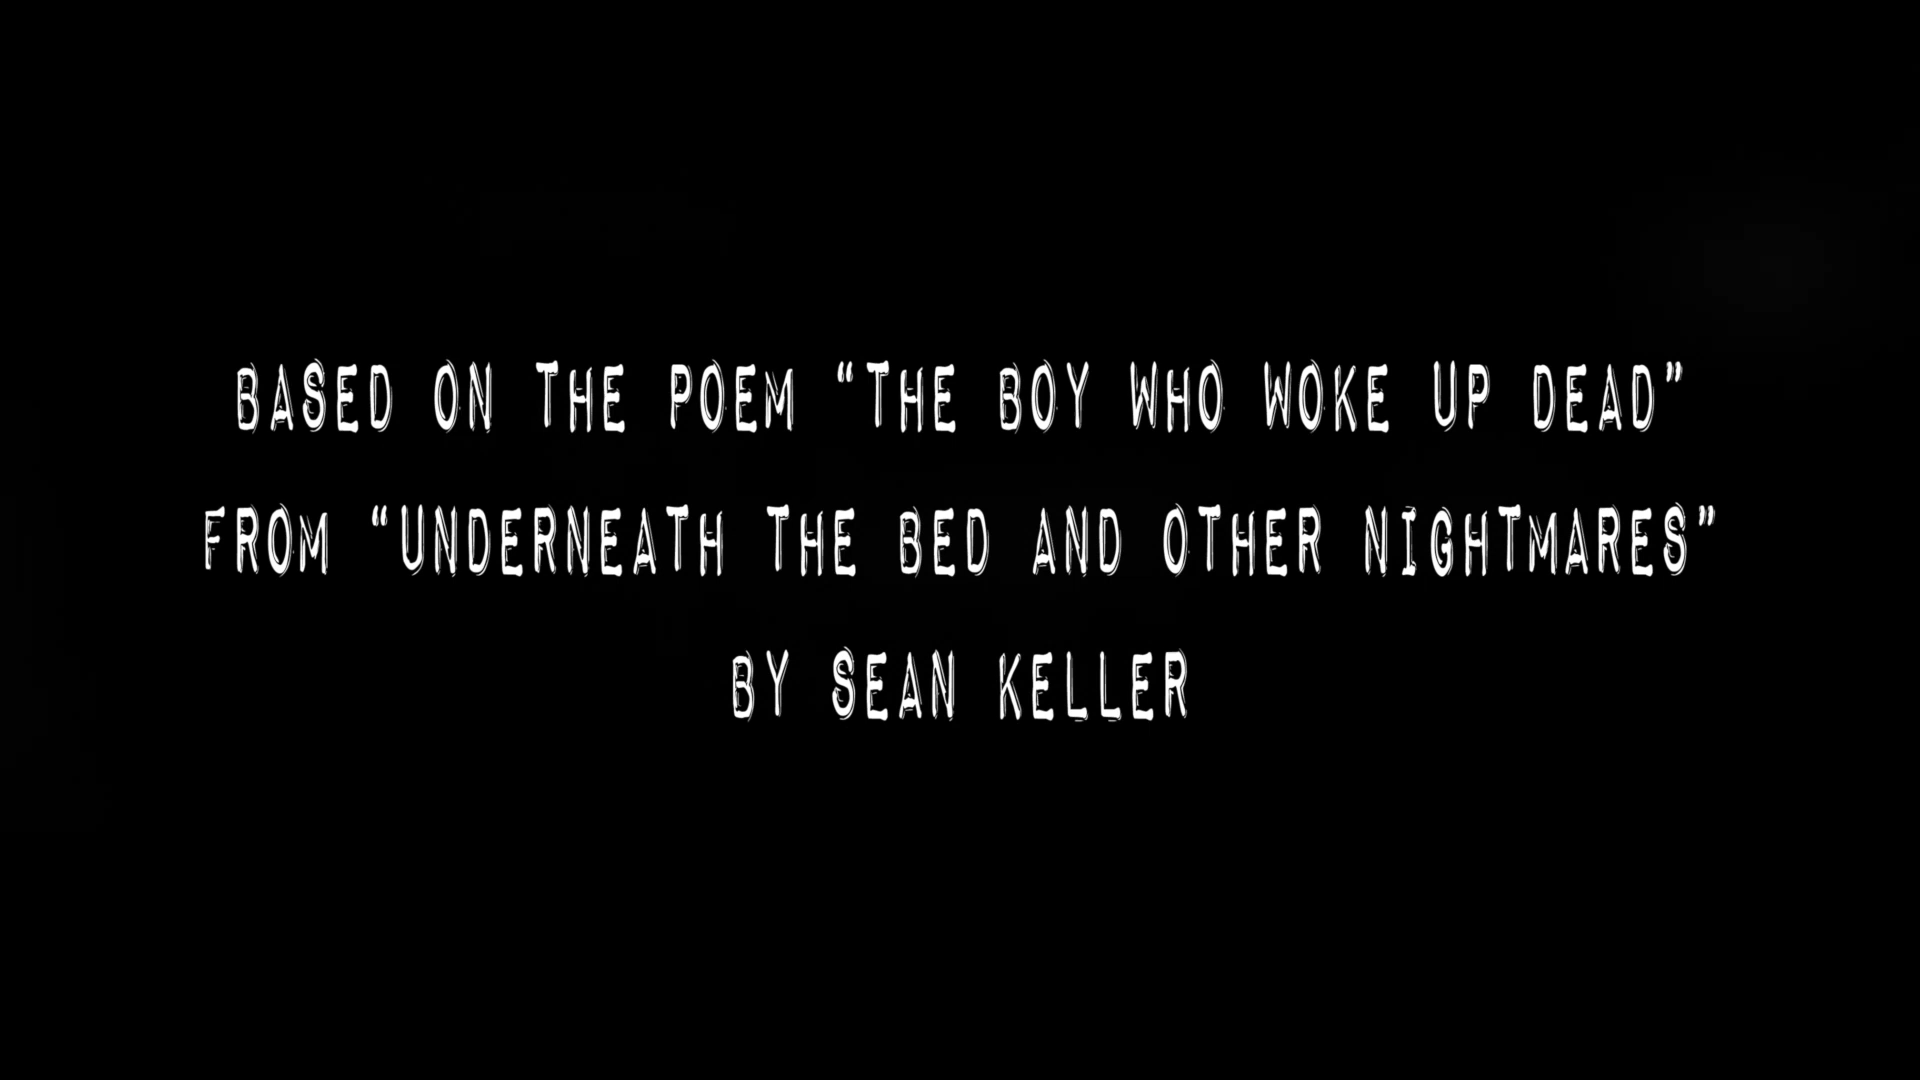 BASED ON THE POEM “THE BOY WHO WOKE UP DEAD”
FROM “UNDERNEATH THE BED AND OTHER NIGHTMARES”
BY SEAN KELLER